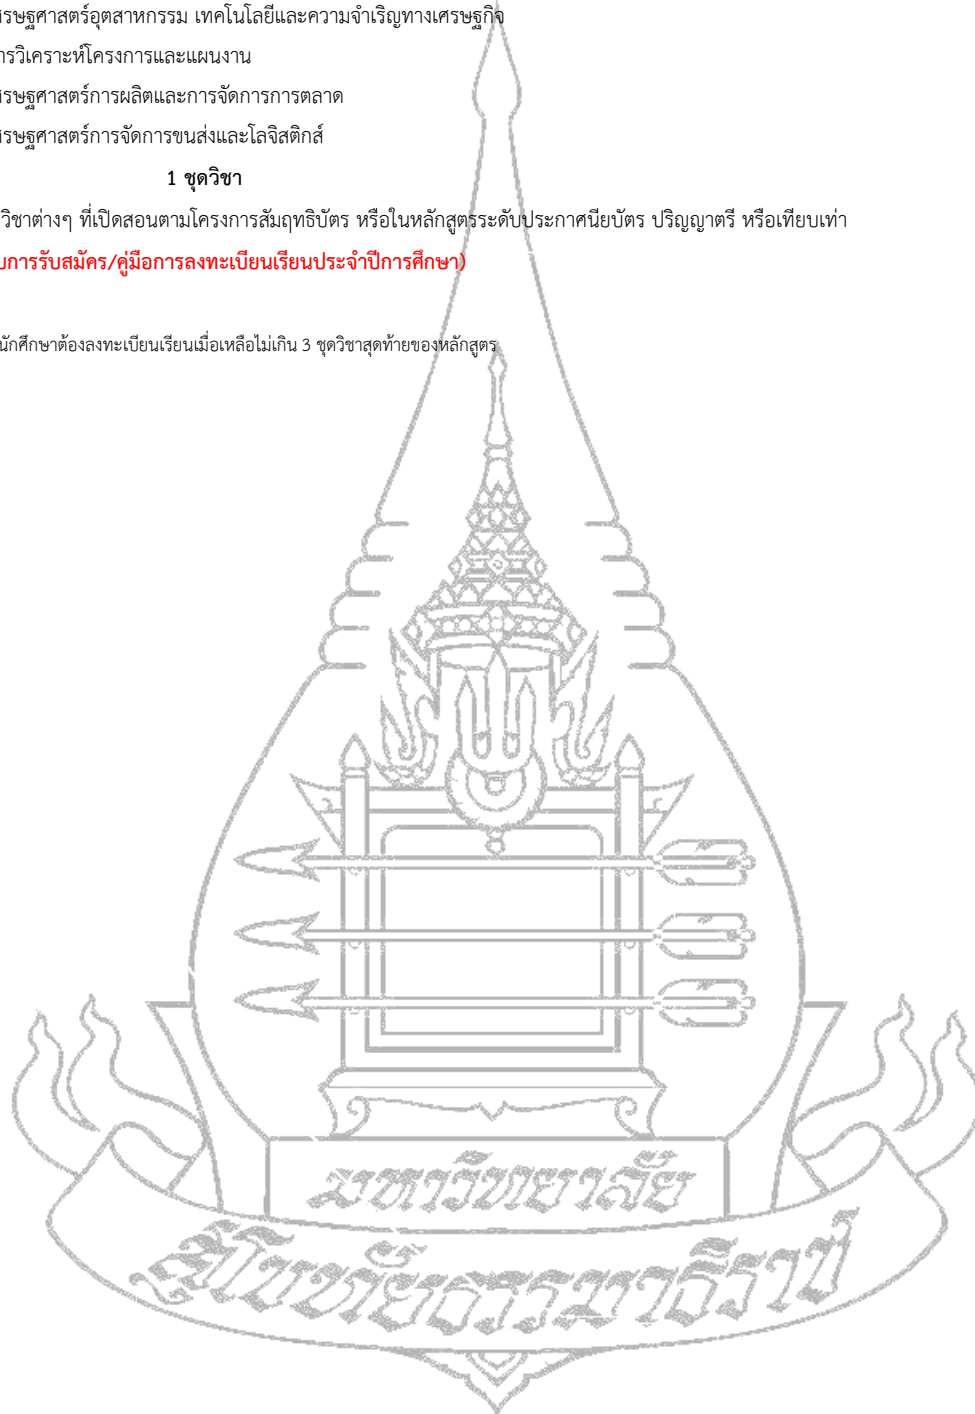 ศรษฐศาสตร์อุตสาหกรรม เทคโนโลยีและความจำเริญทางเศรษฐกิจ
ารวิเคราะห์โครงการและแผนงาน
ศรษฐศาสตร์การผลิตและการจัดการการตลาด
ศรษฐศาสตร์การจัดการขนส่งและโลจิสติกส์
1 ชุดวิชา
วิชาต่างๆ ที่เปิดสอนตามโครงการสัมฤทธิบัตร หรือในหลักสูตรระดับประกาศนียบัตร ปริญญาตรี หรือเทียบเท่า
บการรับสมัคร/คู่มือการลงทะเบียนเรียนประจำปีการศึกษา)
นักศึกษาต้องลงทะเบียนเรียนเมื่อเหลือไม่เกิน 3 ชุดวิชาสุดท้ายของหลักสูตร
มหาวิทยาลัย
สุโขทัยธรรมาธิราช